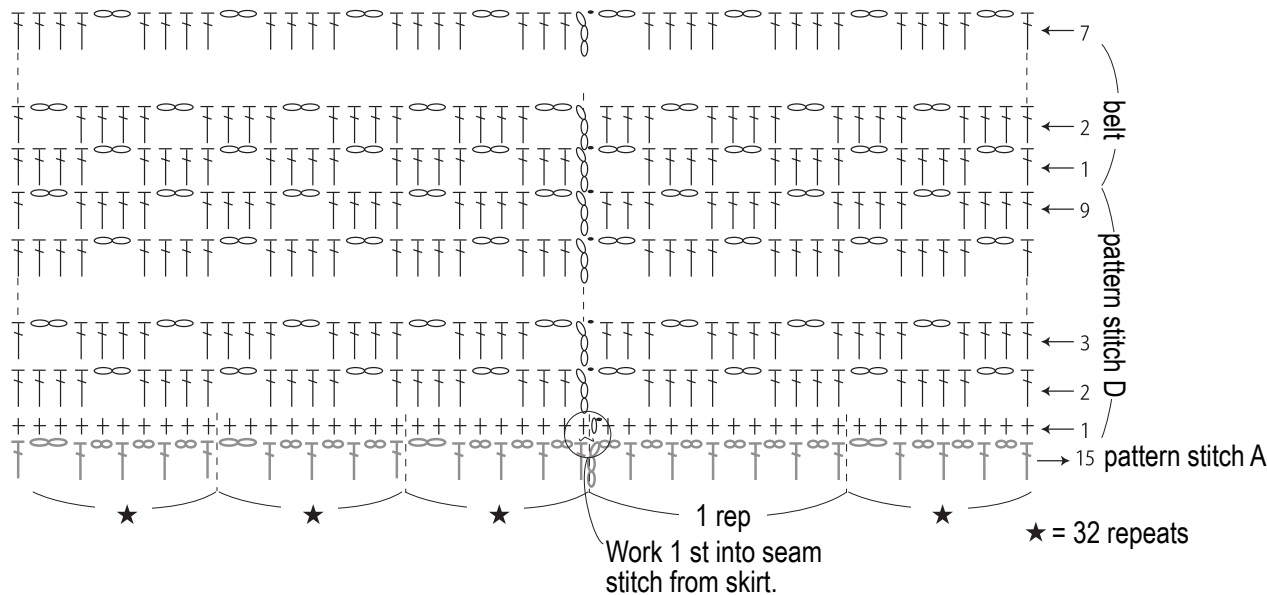 7
belt
2
1
9
pattern stitch D
3
2
1
15 pattern stitch A
★ ★ ★ 1 rep ★
★ = 32 repeats
Work 1 st into seam
stitch from skirt.